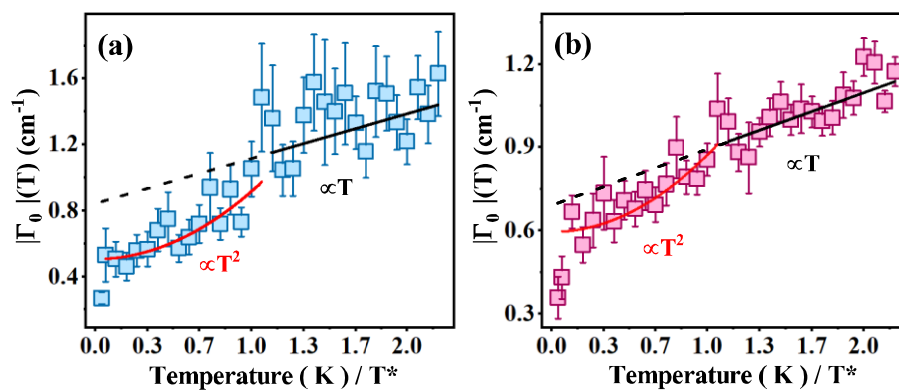 (a)
|Γ₀|(T) (cm⁻¹)
1.6
1.2
0.8
0.4
∝T
∝T²
0.0 0.3 0.7 1.0 1.3 1.7 2.0
Temperature ( K ) / T*
(b)
|Γ₀|(T) (cm⁻¹)
1.2
0.9
0.6
0.3
∝T
∝T²
0.0 0.3 0.7 1.0 1.3 1.7 2.0
Temperature ( K ) / T*